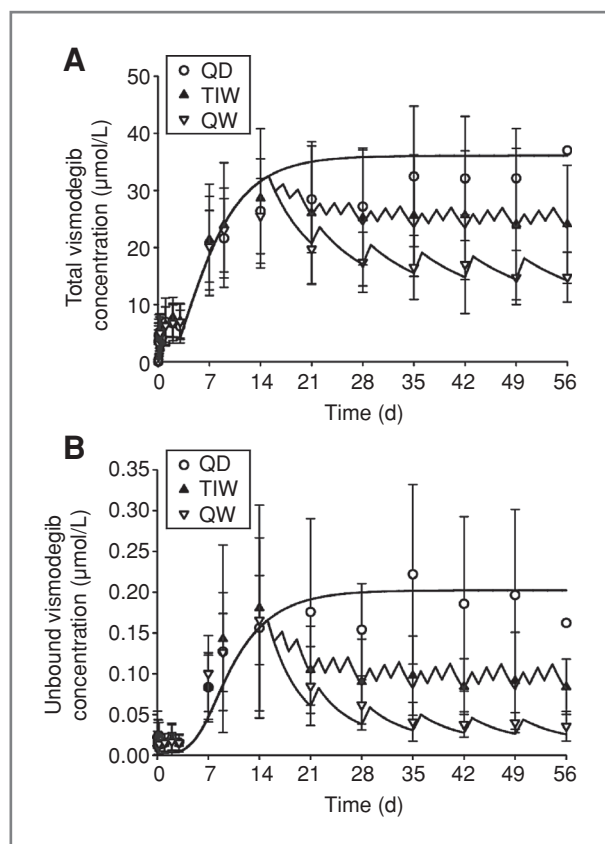 A
QD
TIW
QW
Total vismodegib
concentration (µmol/L)
50
40
30
20
10
0
0 7 14 21 28 35 42 49 56
Time (d)
B
QD
TIW
QW
Unbound vismodegib
concentration (µmol/L)
0.35
0.30
0.25
0.20
0.15
0.10
0.05
0.00
0 7 14 21 28 35 42 49 56
Time (d)